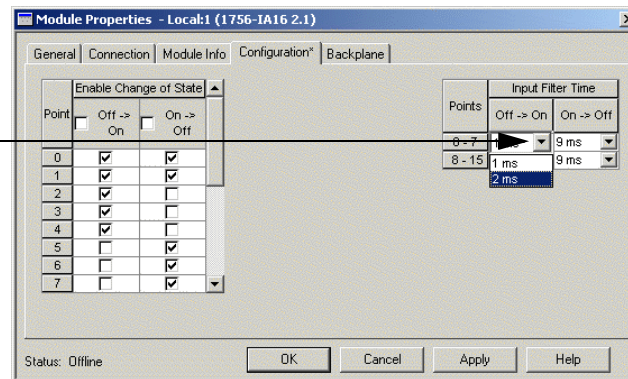 Module Properties - Local:1 (1756-IA16 2.1)
General
Connection
Module Info
Configuration*
Backplane
Enable Change of State
Point
Off -> On
On -> Off
0
1
2
3
4
5
6
7
Points
Input Filter Time
Off -> On
On -> Off
0 - 7
9 ms
8 - 15
9 ms
1 ms
2 ms
Status: Offline
OK
Cancel
Apply
Help